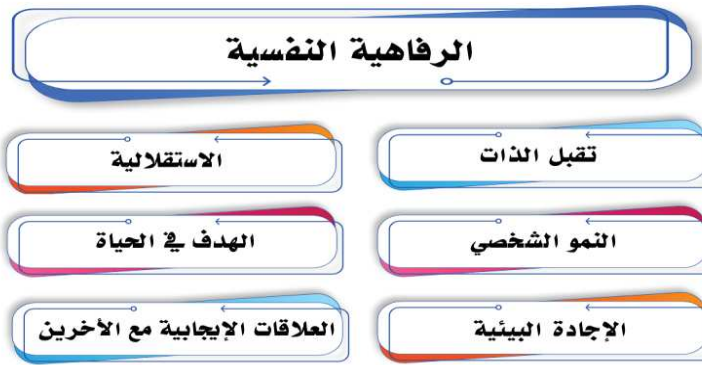 الرفاهية النفسية
تقبل الذات
الاستقلالية
النمو الشخصي
الهدف في الحياة
الإجادة البيئية
العلاقات الإيجابية مع الأخرين